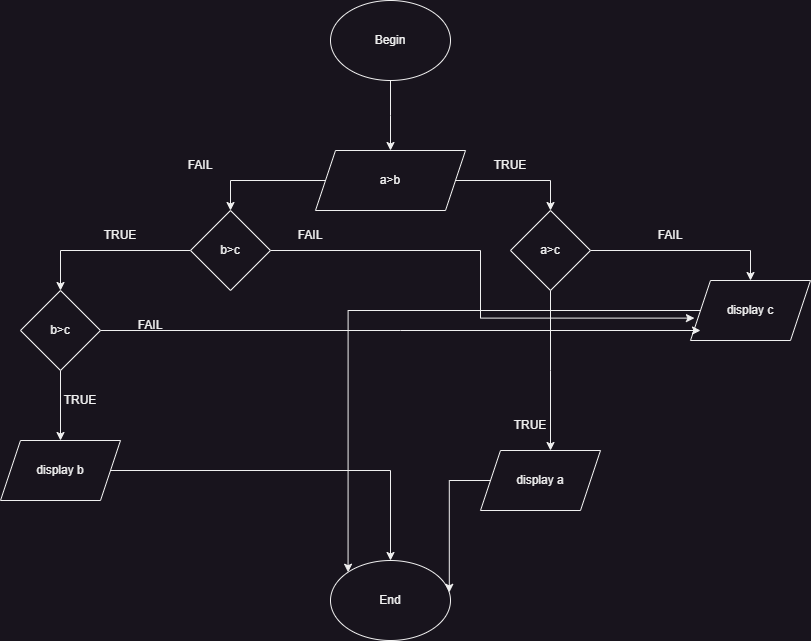 Begin
FAIL
TRUE
a>b
TRUE
b>c
FAIL
a>c
FAIL
display c
b>c
FAIL
TRUE
TRUE
display b
display a
End